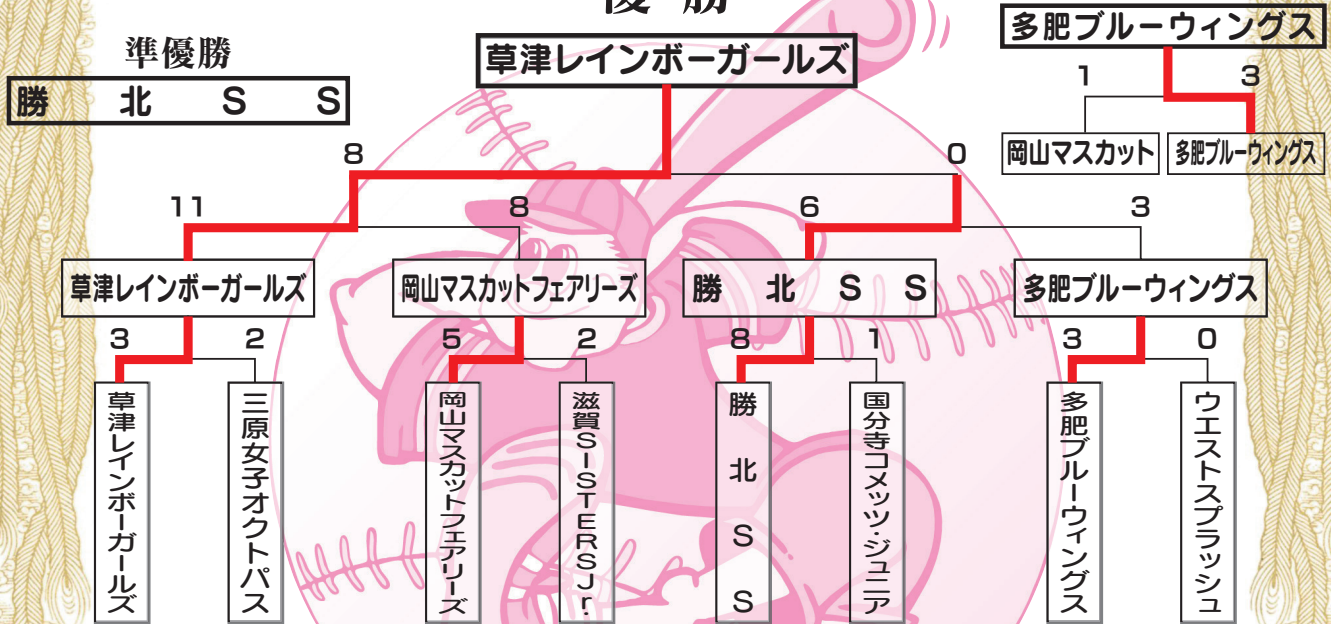 優勝
準優勝
草津レインボーガールズ
多肥ブルーウィングス
勝北SS
1 3
岡山マスカット 多肥ブルーウィングス
8 0
11 8 6 3
草津レインボーガールズ 岡山マスカットフェアリーズ 勝北SS 多肥ブルーウィングス
3 2 5 2 8 1 3 0
草津レインボーガールズ
三原女子オクトパス
岡山マスカットフェアリーズ
滋賀SISTERSJr.
勝北SS
国分寺コメッツ・ジュニア
多肥ブルーウィングス
ウエストスプラッシュ